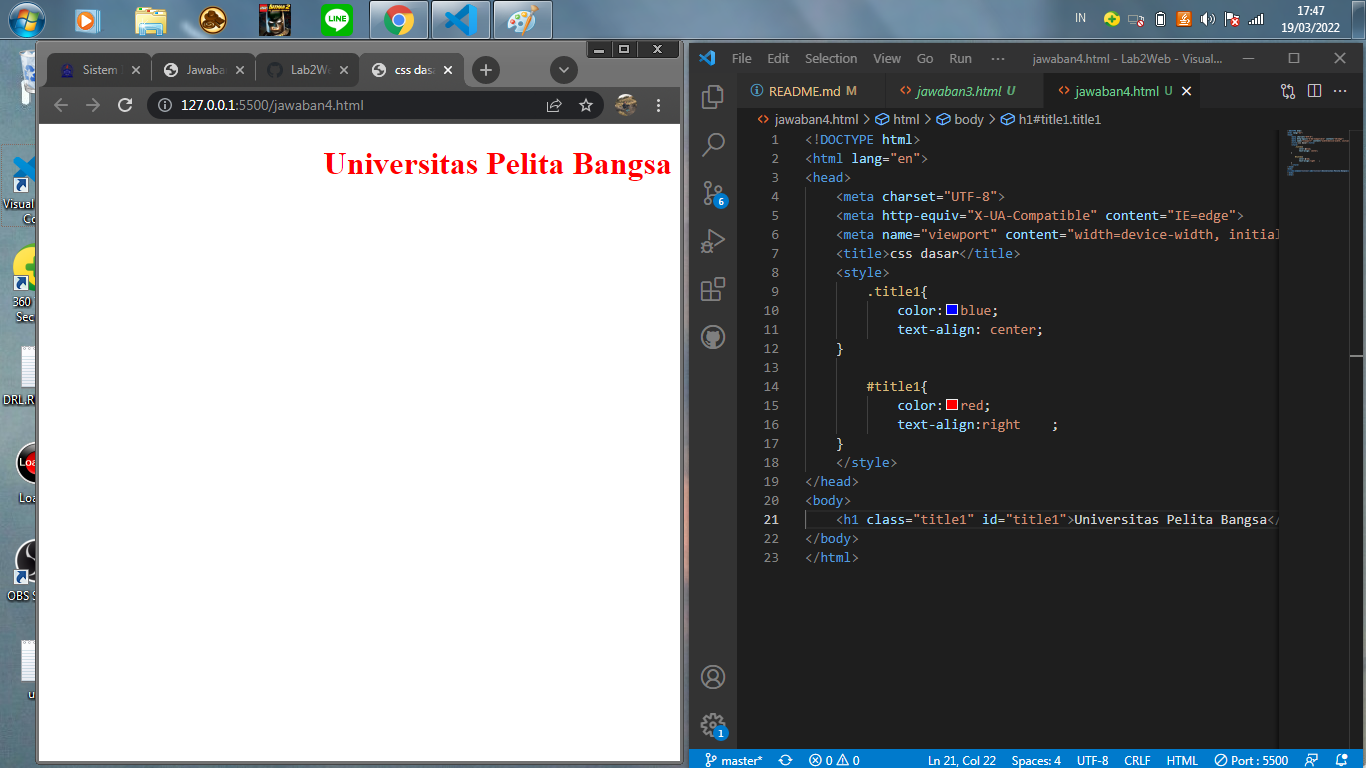 IN
17:47
19/03/2022
LINE
Sistem
Jawaba
Lab2We
css das
127.0.0.1:5500/jawaban4.html
Universitas Pelita Bangsa
Visual
Co
360
Sec
DRL.R
Loa
Loa
OBS S
u
File Edit Selection View Go Run ··· jawaban4.html - Lab2Web - Visual...
README.md M
jawaban3.html U
jawaban4.html U
jawaban4.html > html > body > h1#title1.title1
1 <!DOCTYPE html>
2 <html lang="en">
3 <head>
4 <meta charset="UTF-8">
5 <meta http-equiv="X-UA-Compatible" content="IE=edge">
6 <meta name="viewport" content="width=device-width, initial
7 <title>css dasar</title>
8 <style>
9 .title1{
10 color:blue;
11 text-align: center;
12 }
13
14 #title1{
15 color:red;
16 text-align:right    ;
17 }
18 </style>
19 </head>
20 <body>
21 <h1 class="title1" id="title1">Universitas Pelita Bangsa</
22 </body>
23 </html>
6
1
master* 0 0 Ln 21, Col 22 Spaces: 4 UTF-8 CRLF HTML Port : 5500